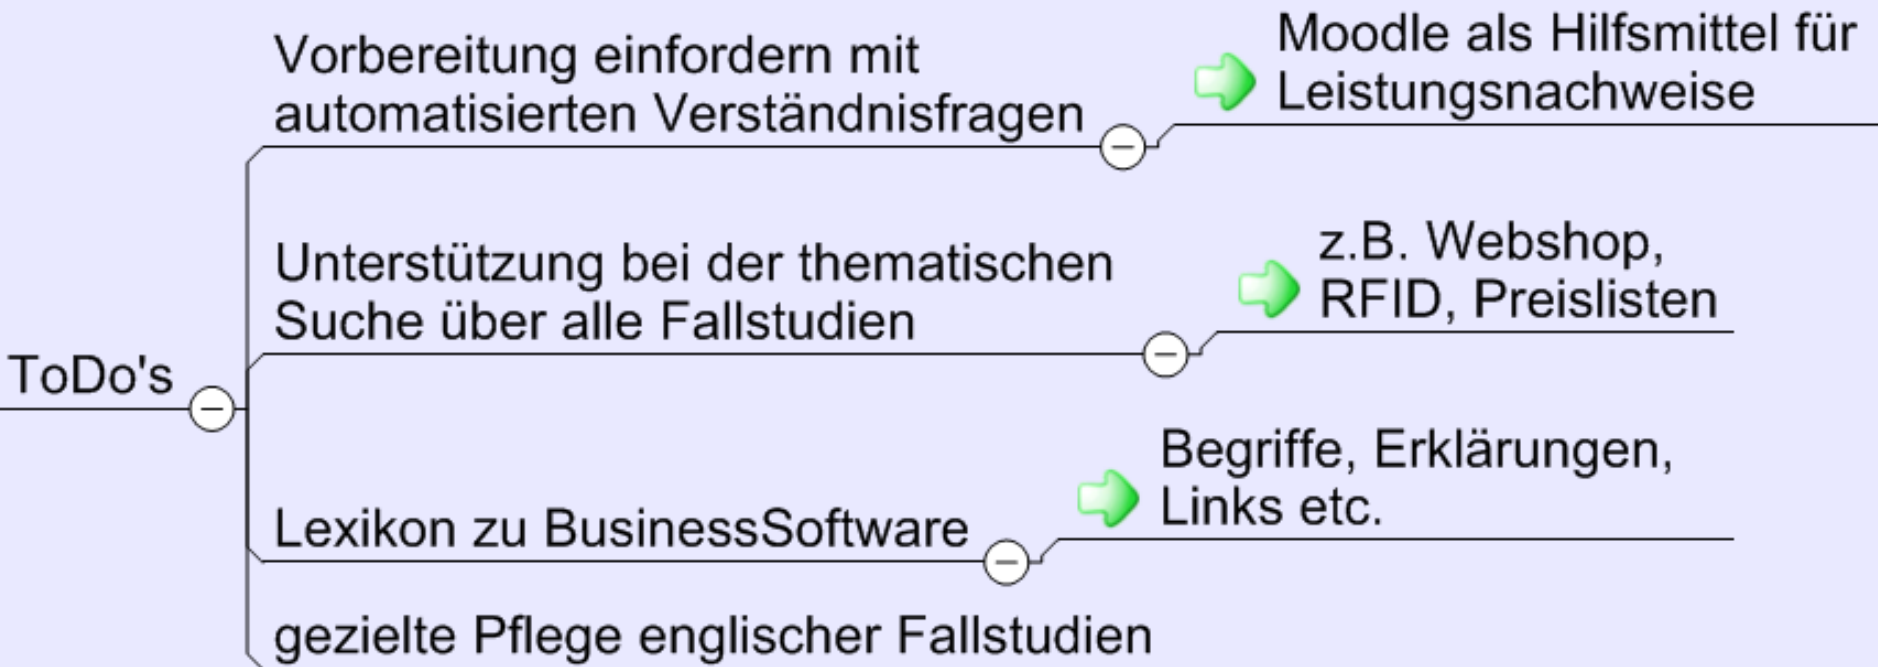 Vorbereitung einfordern mit
automatisierten Verständnisfragen
Moodle als Hilfsmittel für
Leistungsnachweise
Unterstützung bei der thematischen
Suche über alle Fallstudien
z.B. Webshop,
RFID, Preislisten
ToDo's
Lexikon zu BusinessSoftware
Begriffe, Erklärungen,
Links etc.
gezielte Pflege englischer Fallstudien